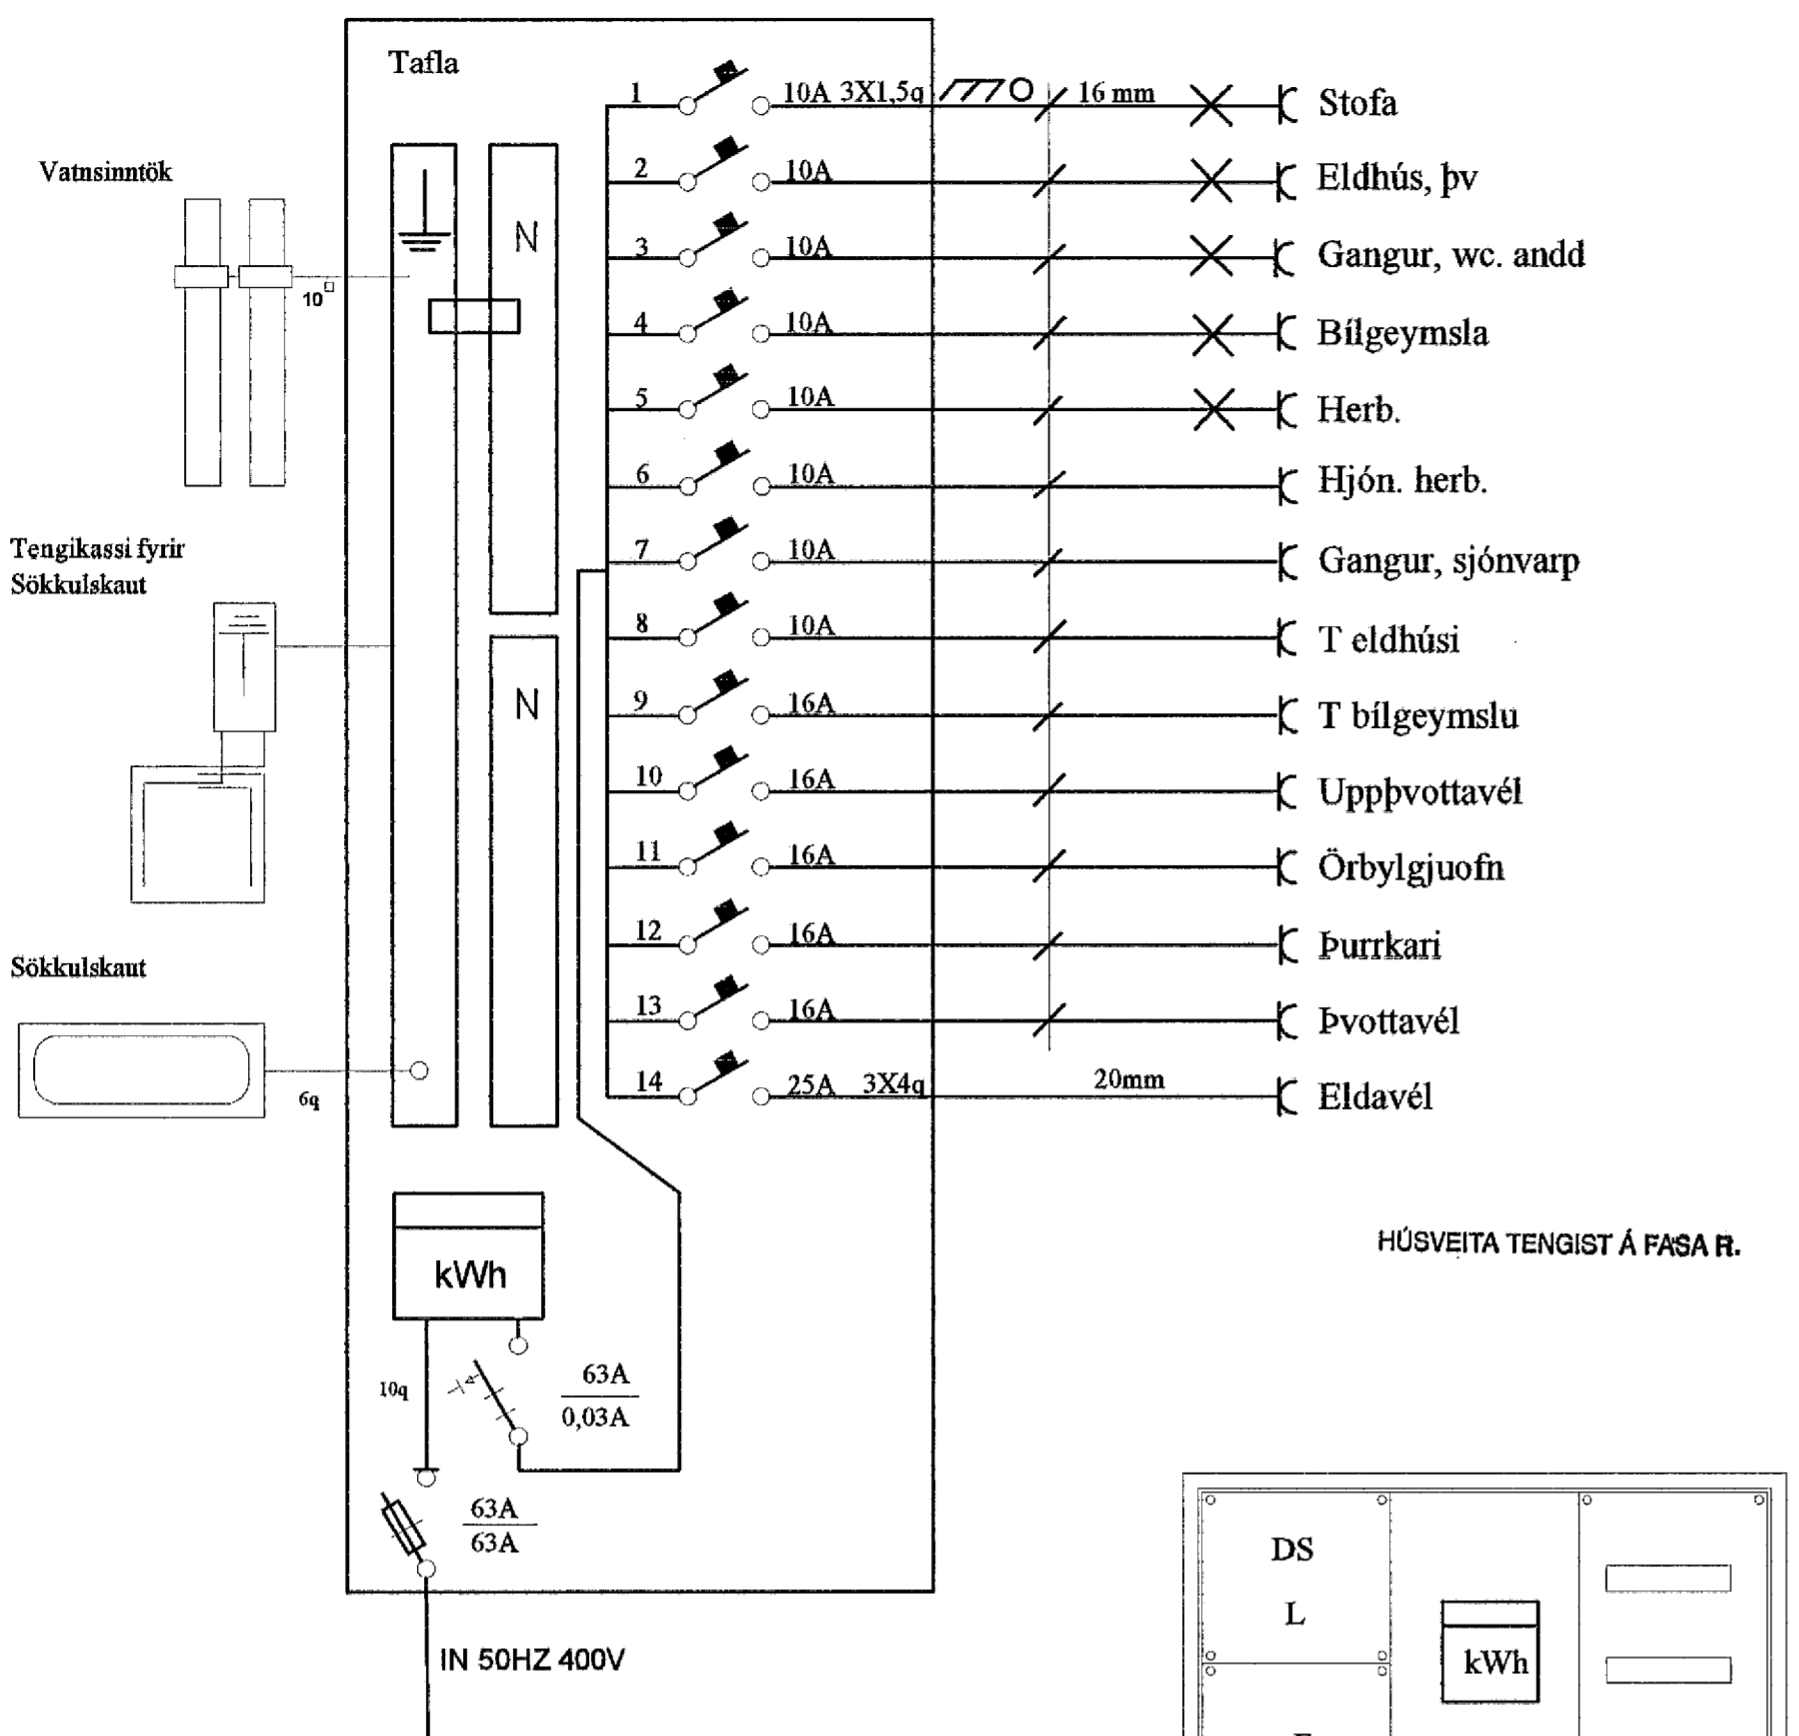 Tafla
1 10A 3X1,5q 16 mm Stofa
Vatnsinntök
2 10A Eldhús, þv
N
3 10A Gangur, wc. andd
10
4 10A Bílgeymsla
5 10A Herb.
6 10A Hjón. herb.
Tengikassi fyrir
Sökkulskaut
7 10A Gangur, sjónvarp
8 10A T eldhúsi
N
9 16A T bílgeymslu
10 16A Uppþvottavél
11 16A Örbylgjuofn
12 16A Þurrkari
Sökkulskaut
13 16A Þvottavél
14 25A 3X4q 20mm Eldavél
6q
HÚSVEITA TENGIST Á FASA R.
kWh
10q
63A
0,03A
63A
63A
IN 50HZ 400V
DS
L
kWh